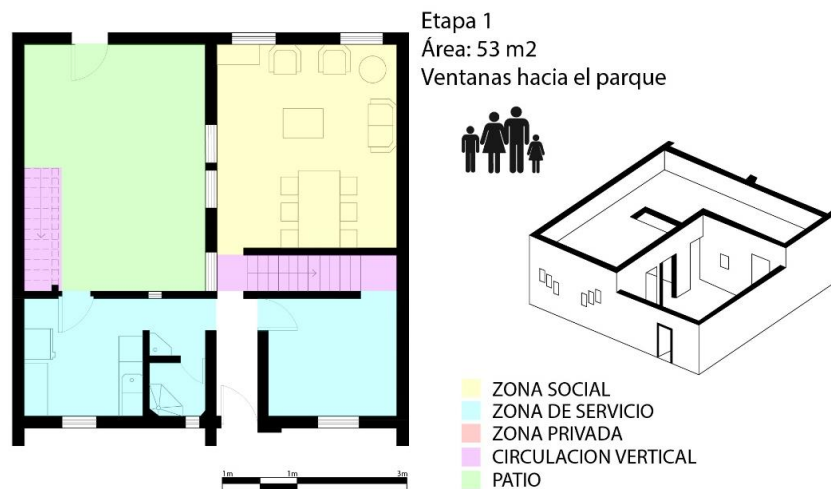 Etapa 1
Área: 53 m2
Ventanas hacia el parque
ZONA SOCIAL
ZONA DE SERVICIO
ZONA PRIVADA
CIRCULACION VERTICAL
PATIO
1m 1m 3m